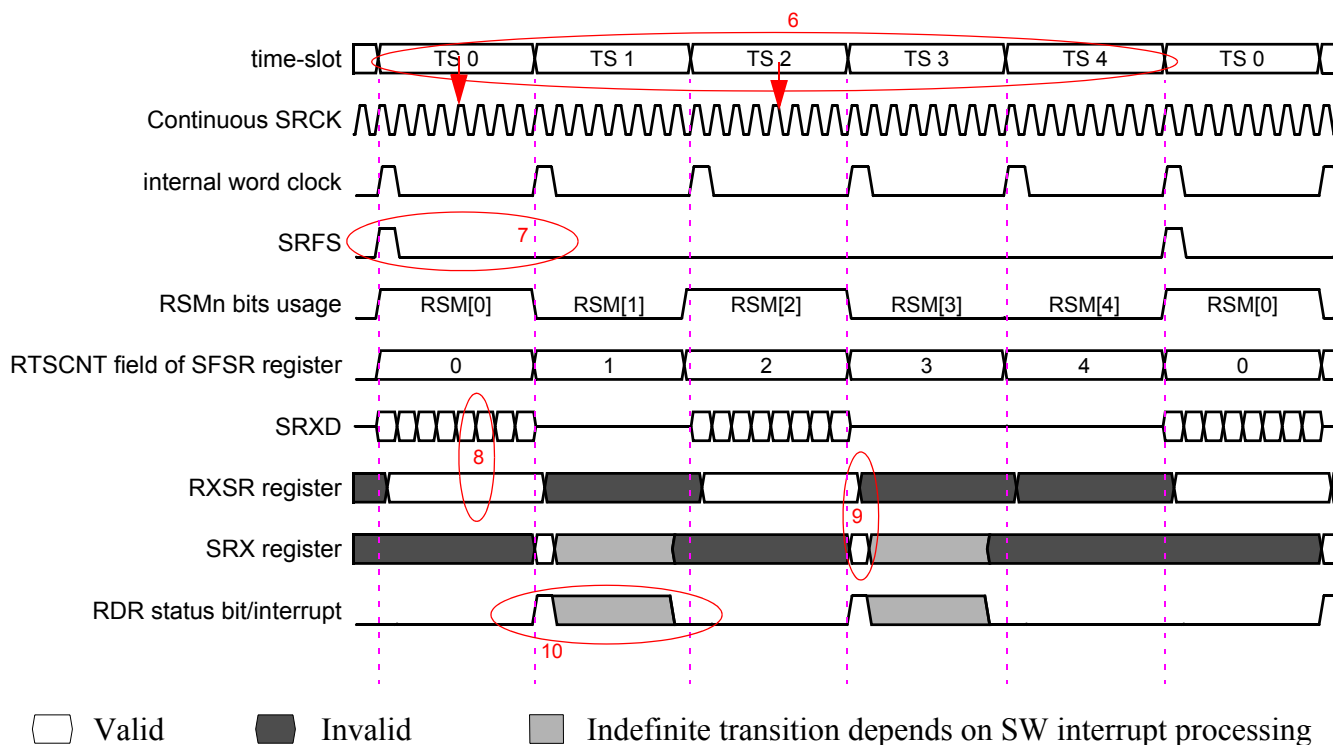 6
time-slot TS 0 TS 1 TS 2 TS 3 TS 4 TS 0
Continuous SRCK
internal word clock
SRFS 7
RSMn bits usage RSM[0] RSM[1] RSM[2] RSM[3] RSM[4] RSM[0]
RTSCNT field of SFSR register 0 1 2 3 4 0
SRXD
8
RXSR register
9
SRX register
RDR status bit/interrupt
10
Valid Invalid Indefinite transition depends on SW interrupt processing